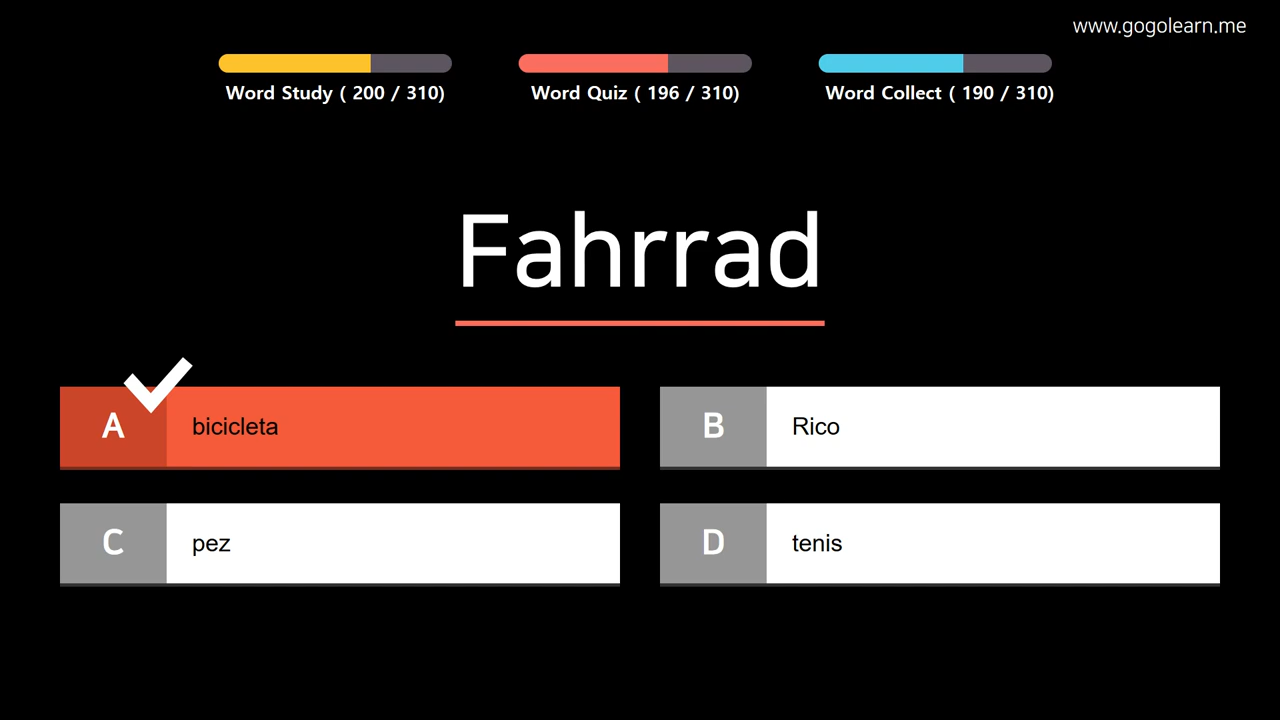 www.gogolearn.me
Word Study ( 200 / 310)
Word Quiz ( 196 / 310)
Word Collect ( 190 / 310)
Fahrrad
A
bicicleta
B
Rico
C
pez
D
tenis